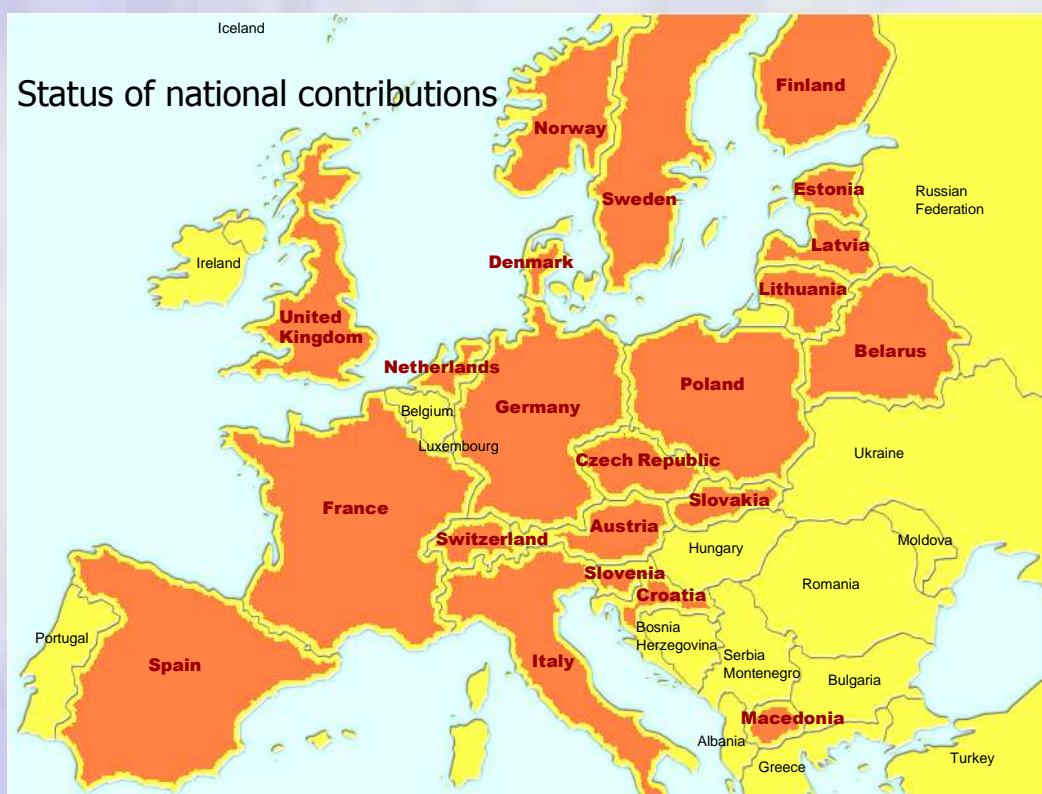 Iceland
Status of national contributions
Finland
Norway
Sweden
Estonia
Russian
Federation
Latvia
Ireland
Denmark
Lithuania
United
Kingdom
Belarus
Netherlands
Poland
Germany
Belgium
Luxembourg
Ukraine
Czech Republic
Slovakia
France
Austria
Switzerland
Hungary
Moldova
Slovenia
Romania
Croatia
Bosnia
Herzegovina
Portugal
Spain
Italy
Serbia
Montenegro
Bulgaria
Macedonia
Albania
Greece
Turkey